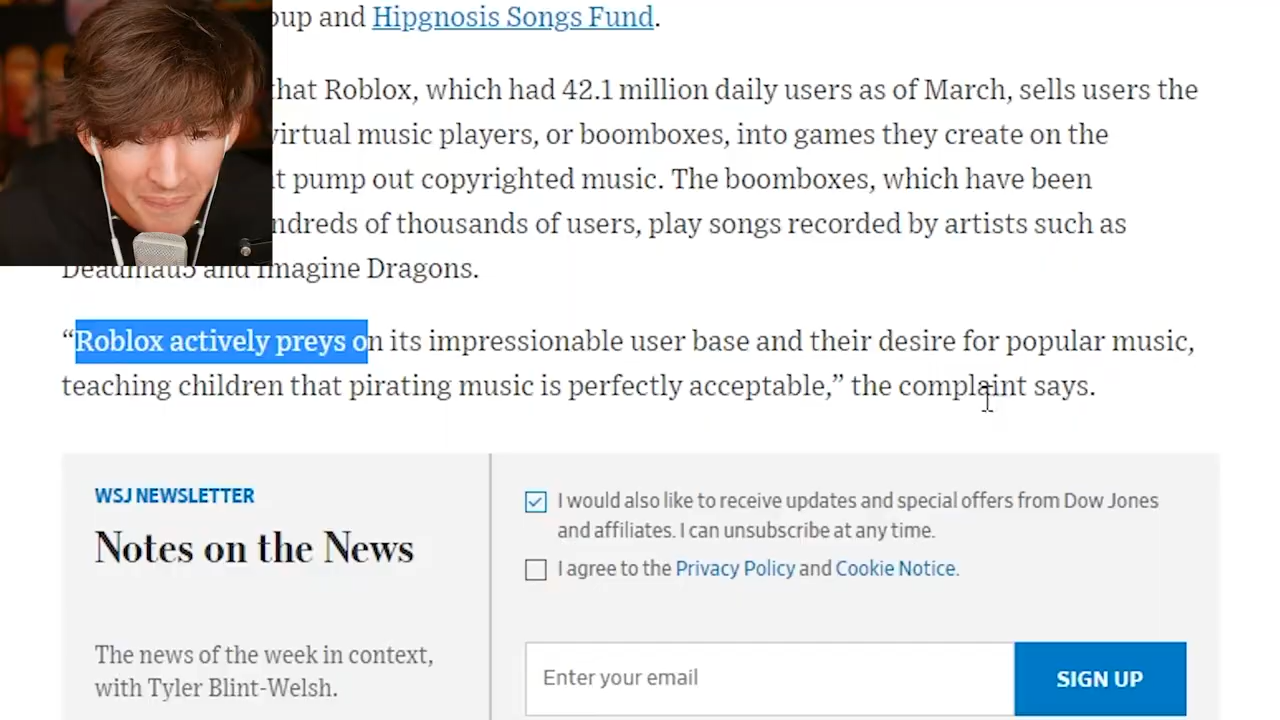 oup and Hipgnosis Songs Fund.
that Roblox, which had 42.1 million daily users as of March, sells users the
virtual music players, or boomboxes, into games they create on the
t pump out copyrighted music. The boomboxes, which have been
ndreds of thousands of users, play songs recorded by artists such as
Deadmau5 and Imagine Dragons.
“Roblox actively preys on its impressionable user base and their desire for popular music,
teaching children that pirating music is perfectly acceptable,” the complaint says.
WSJ NEWSLETTER
Notes on the News
The news of the week in context,
with Tyler Blint-Welsh.
I would also like to receive updates and special offers from Dow Jones
and affiliates. I can unsubscribe at any time.
I agree to the Privacy Policy and Cookie Notice.
Enter your email
SIGN UP